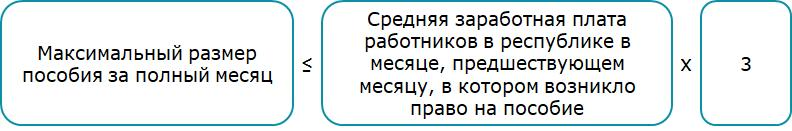 Максимальный размер
пособия за полный месяц
≤
Средняя заработная плата
работников в республике в
месяце, предшествующем
месяцу, в котором возникло
право на пособие
х
3